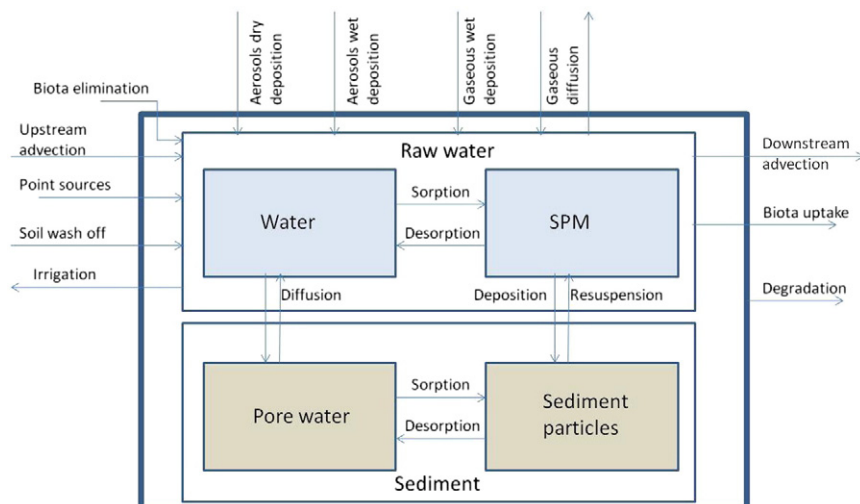 Aerosols dry
deposition
Aerosols wet
deposition
Gaseous wet
deposition
Gaseous
diffusion
Biota elimination
Upstream
advection
Point sources
Soil wash off
Irrigation
Raw water
Water
Sorption
Desorption
SPM
Diffusion
Deposition
Resuspension
Downstream
advection
Biota uptake
Degradation
Pore water
Sorption
Desorption
Sediment
particles
Sediment